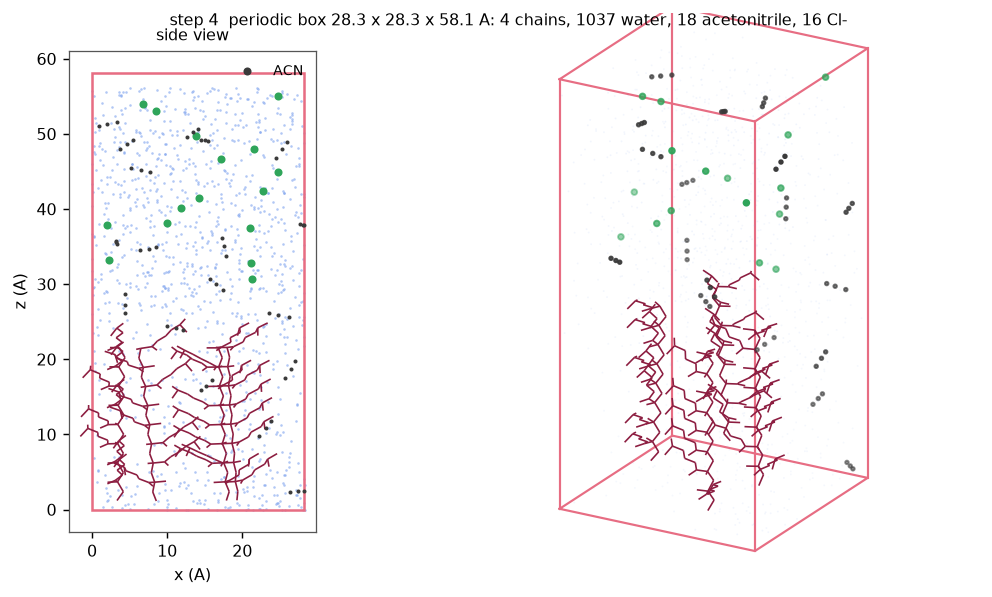 step 4  periodic box 28.3 x 28.3 x 58.1 A: 4 chains, 1037 water, 18 acetonitrile, 16 Cl-
side view
ACN
60
50
40
30
20
10
0
z (A)
0 10 20
x (A)